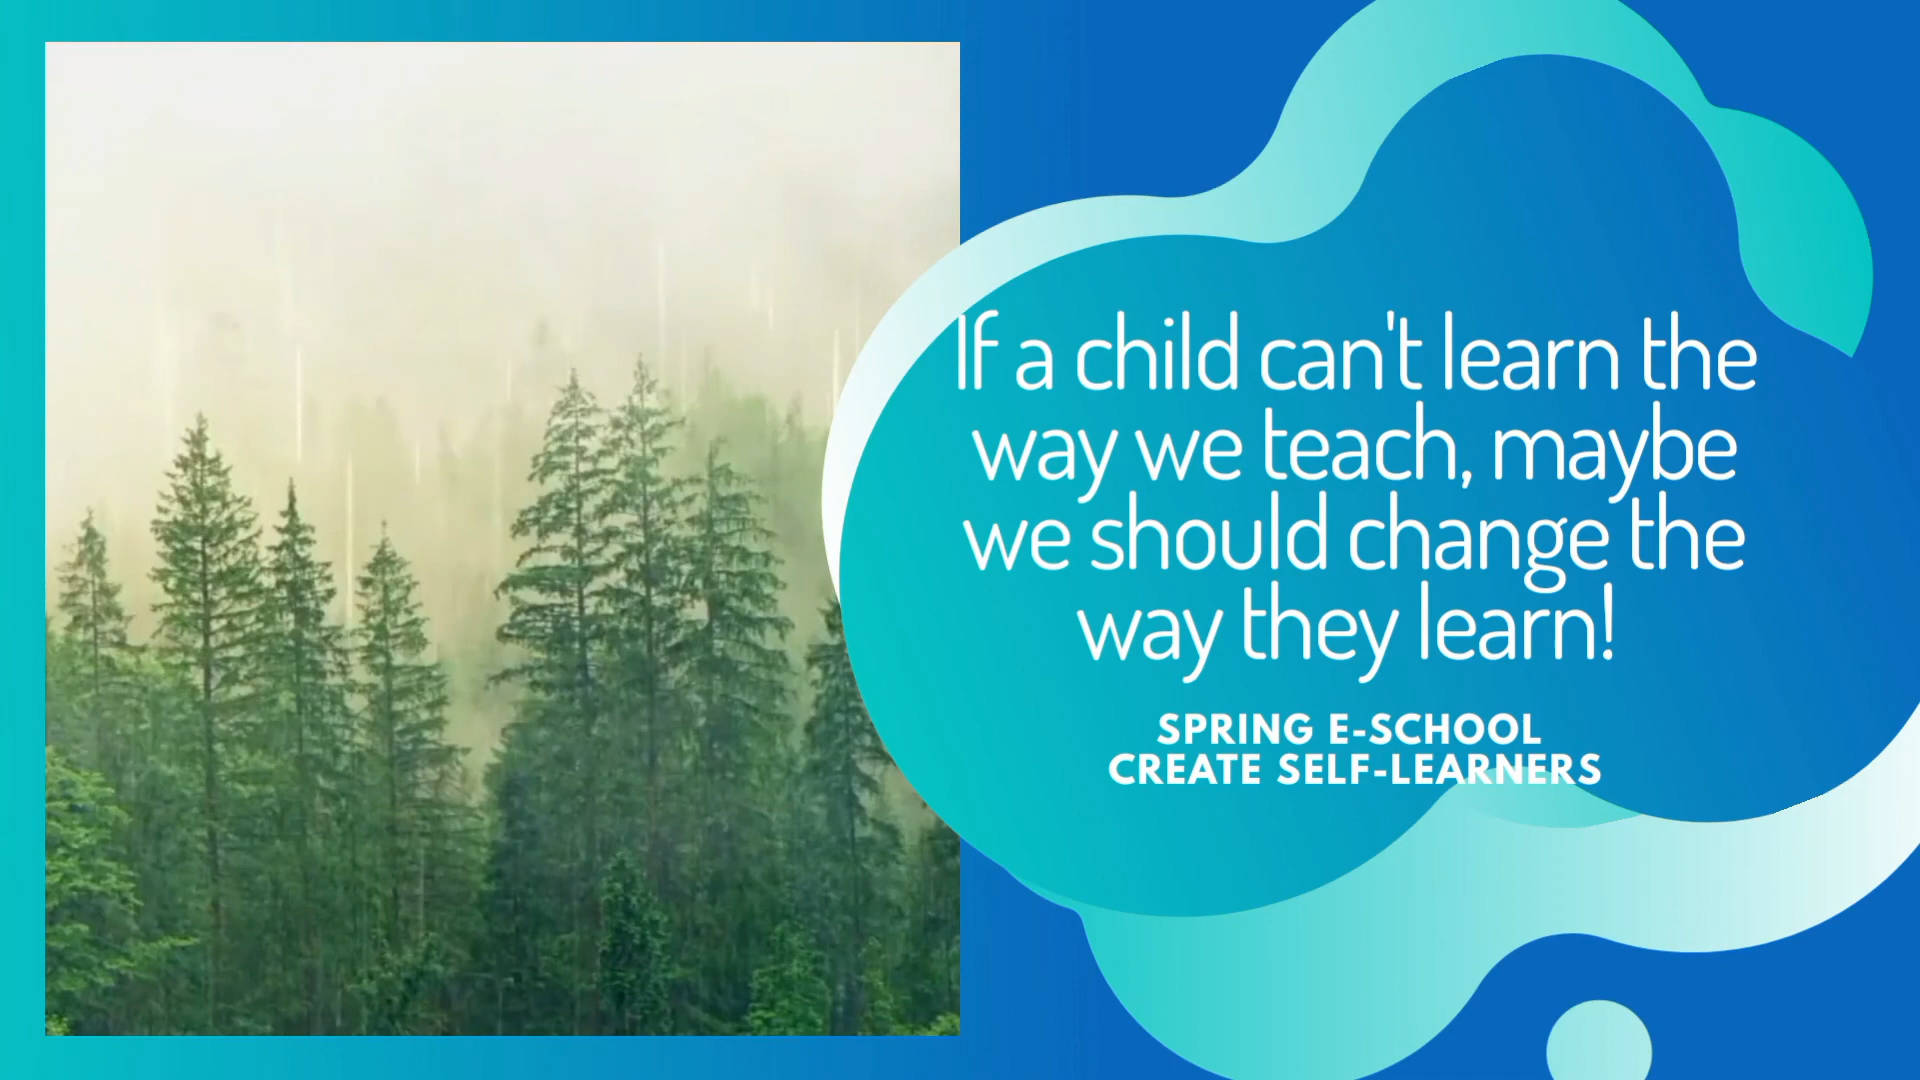 If a child can't learn the
way we teach, maybe
we should change the
way they learn!
SPRING E-SCHOOL
CREATE SELF-LEARNERS